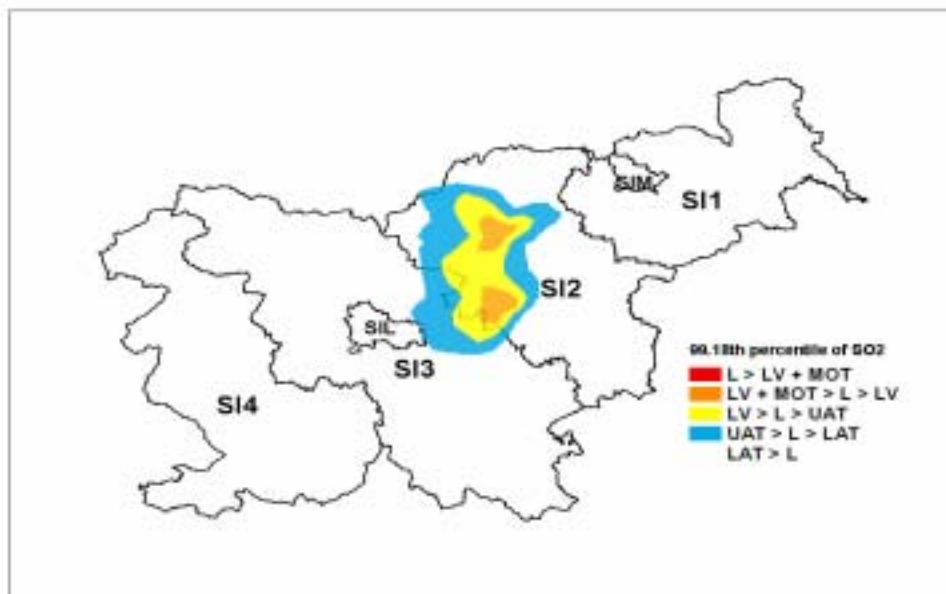 SIM
SI1
SI2
SIL
SI3
SI4
99.18th percentile of SO2
L > LV + MOT
LV + MOT > L > LV
LV > L > UAT
UAT > L > LAT
LAT > L